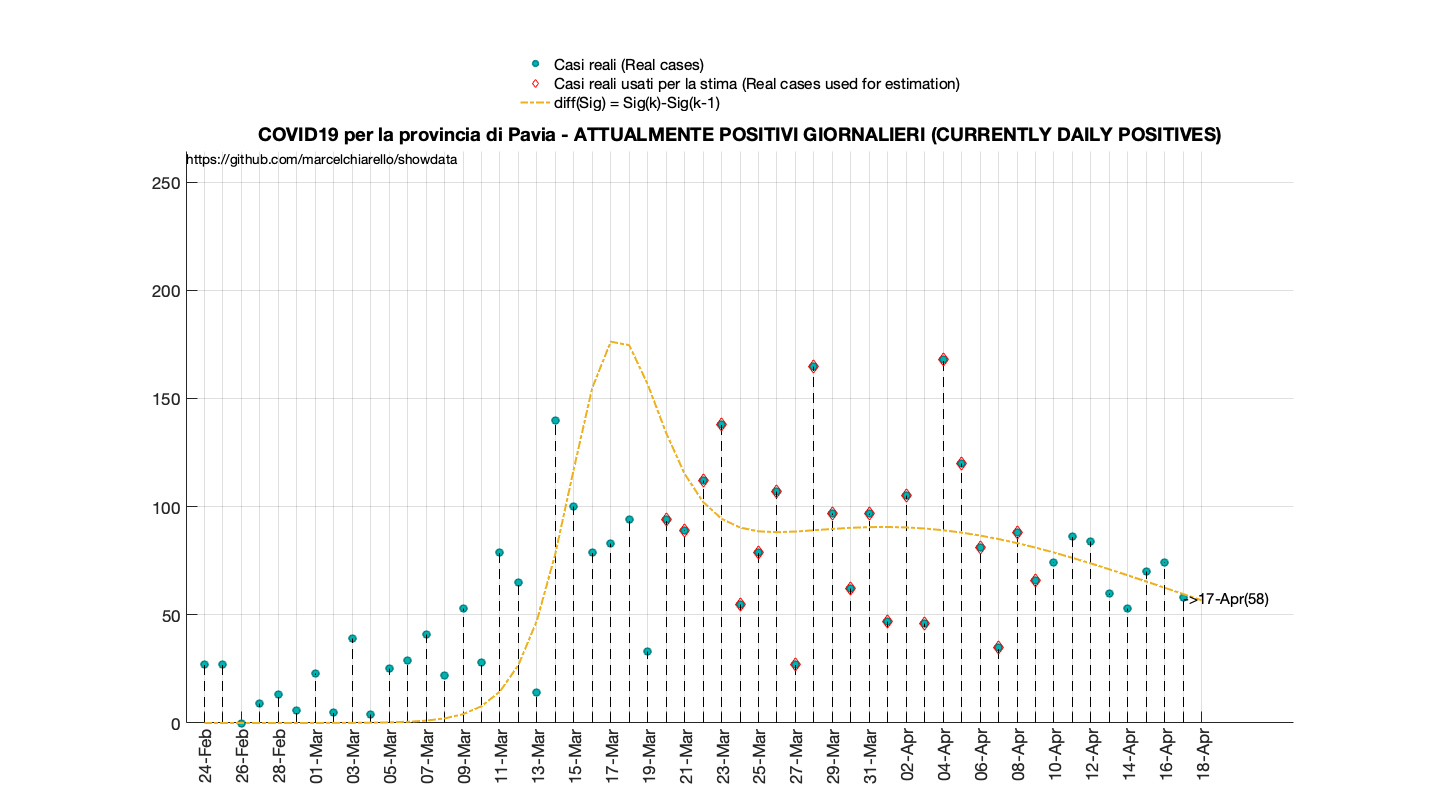 Casi reali (Real cases)
Casi reali usati per la stima (Real cases used for estimation)
diff(Sig) = Sig(k)-Sig(k-1)
COVID19 per la provincia di Pavia - ATTUALMENTE POSITIVI GIORNALIERI (CURRENTLY DAILY POSITIVES)
https://github.com/marcelchiarello/showdata
250
200
150
100
50
0
->17-Apr(58)
24-Feb
26-Feb
28-Feb
01-Mar
03-Mar
05-Mar
07-Mar
09-Mar
11-Mar
13-Mar
15-Mar
17-Mar
19-Mar
21-Mar
23-Mar
25-Mar
27-Mar
29-Mar
31-Mar
02-Apr
04-Apr
06-Apr
08-Apr
10-Apr
12-Apr
14-Apr
16-Apr
18-Apr